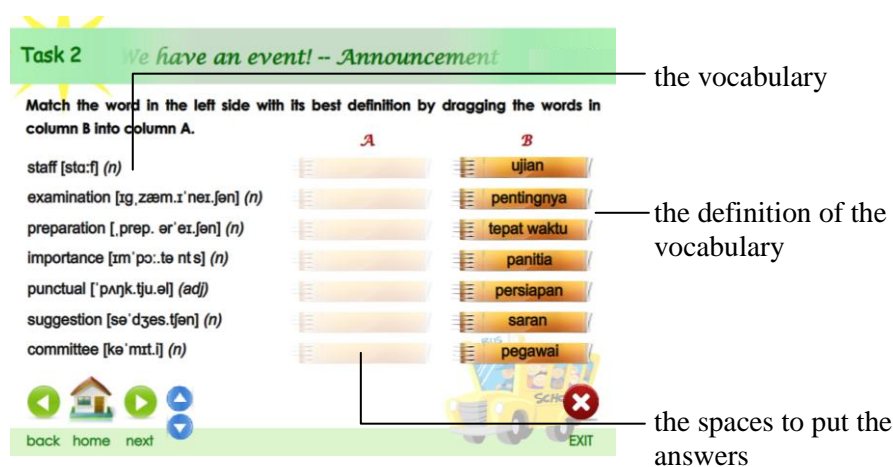 Task 2
We have an event! -- Announcement
the vocabulary
Match the word in the left side with its best definition by dragging the words in
column B into column A.
A
B
staff [stɑːf] (n)
ujian
examination [ɪɡˌzæm.ɪˈneɪ.ʃən] (n)
pentingnya
the definition of the
vocabulary
preparation [ˌprep. ərˈeɪ.ʃən] (n)
tepat waktu
importance [ɪmˈpɔː.tə nt s] (n)
panitia
punctual [ˈpʌŋk.tju.əl] (adj)
persiapan
suggestion [səˈdʒes.tʃən] (n)
saran
committee [kəˈmɪt.i] (n)
pegawai
back
home
next
EXIT
the spaces to put the
answers